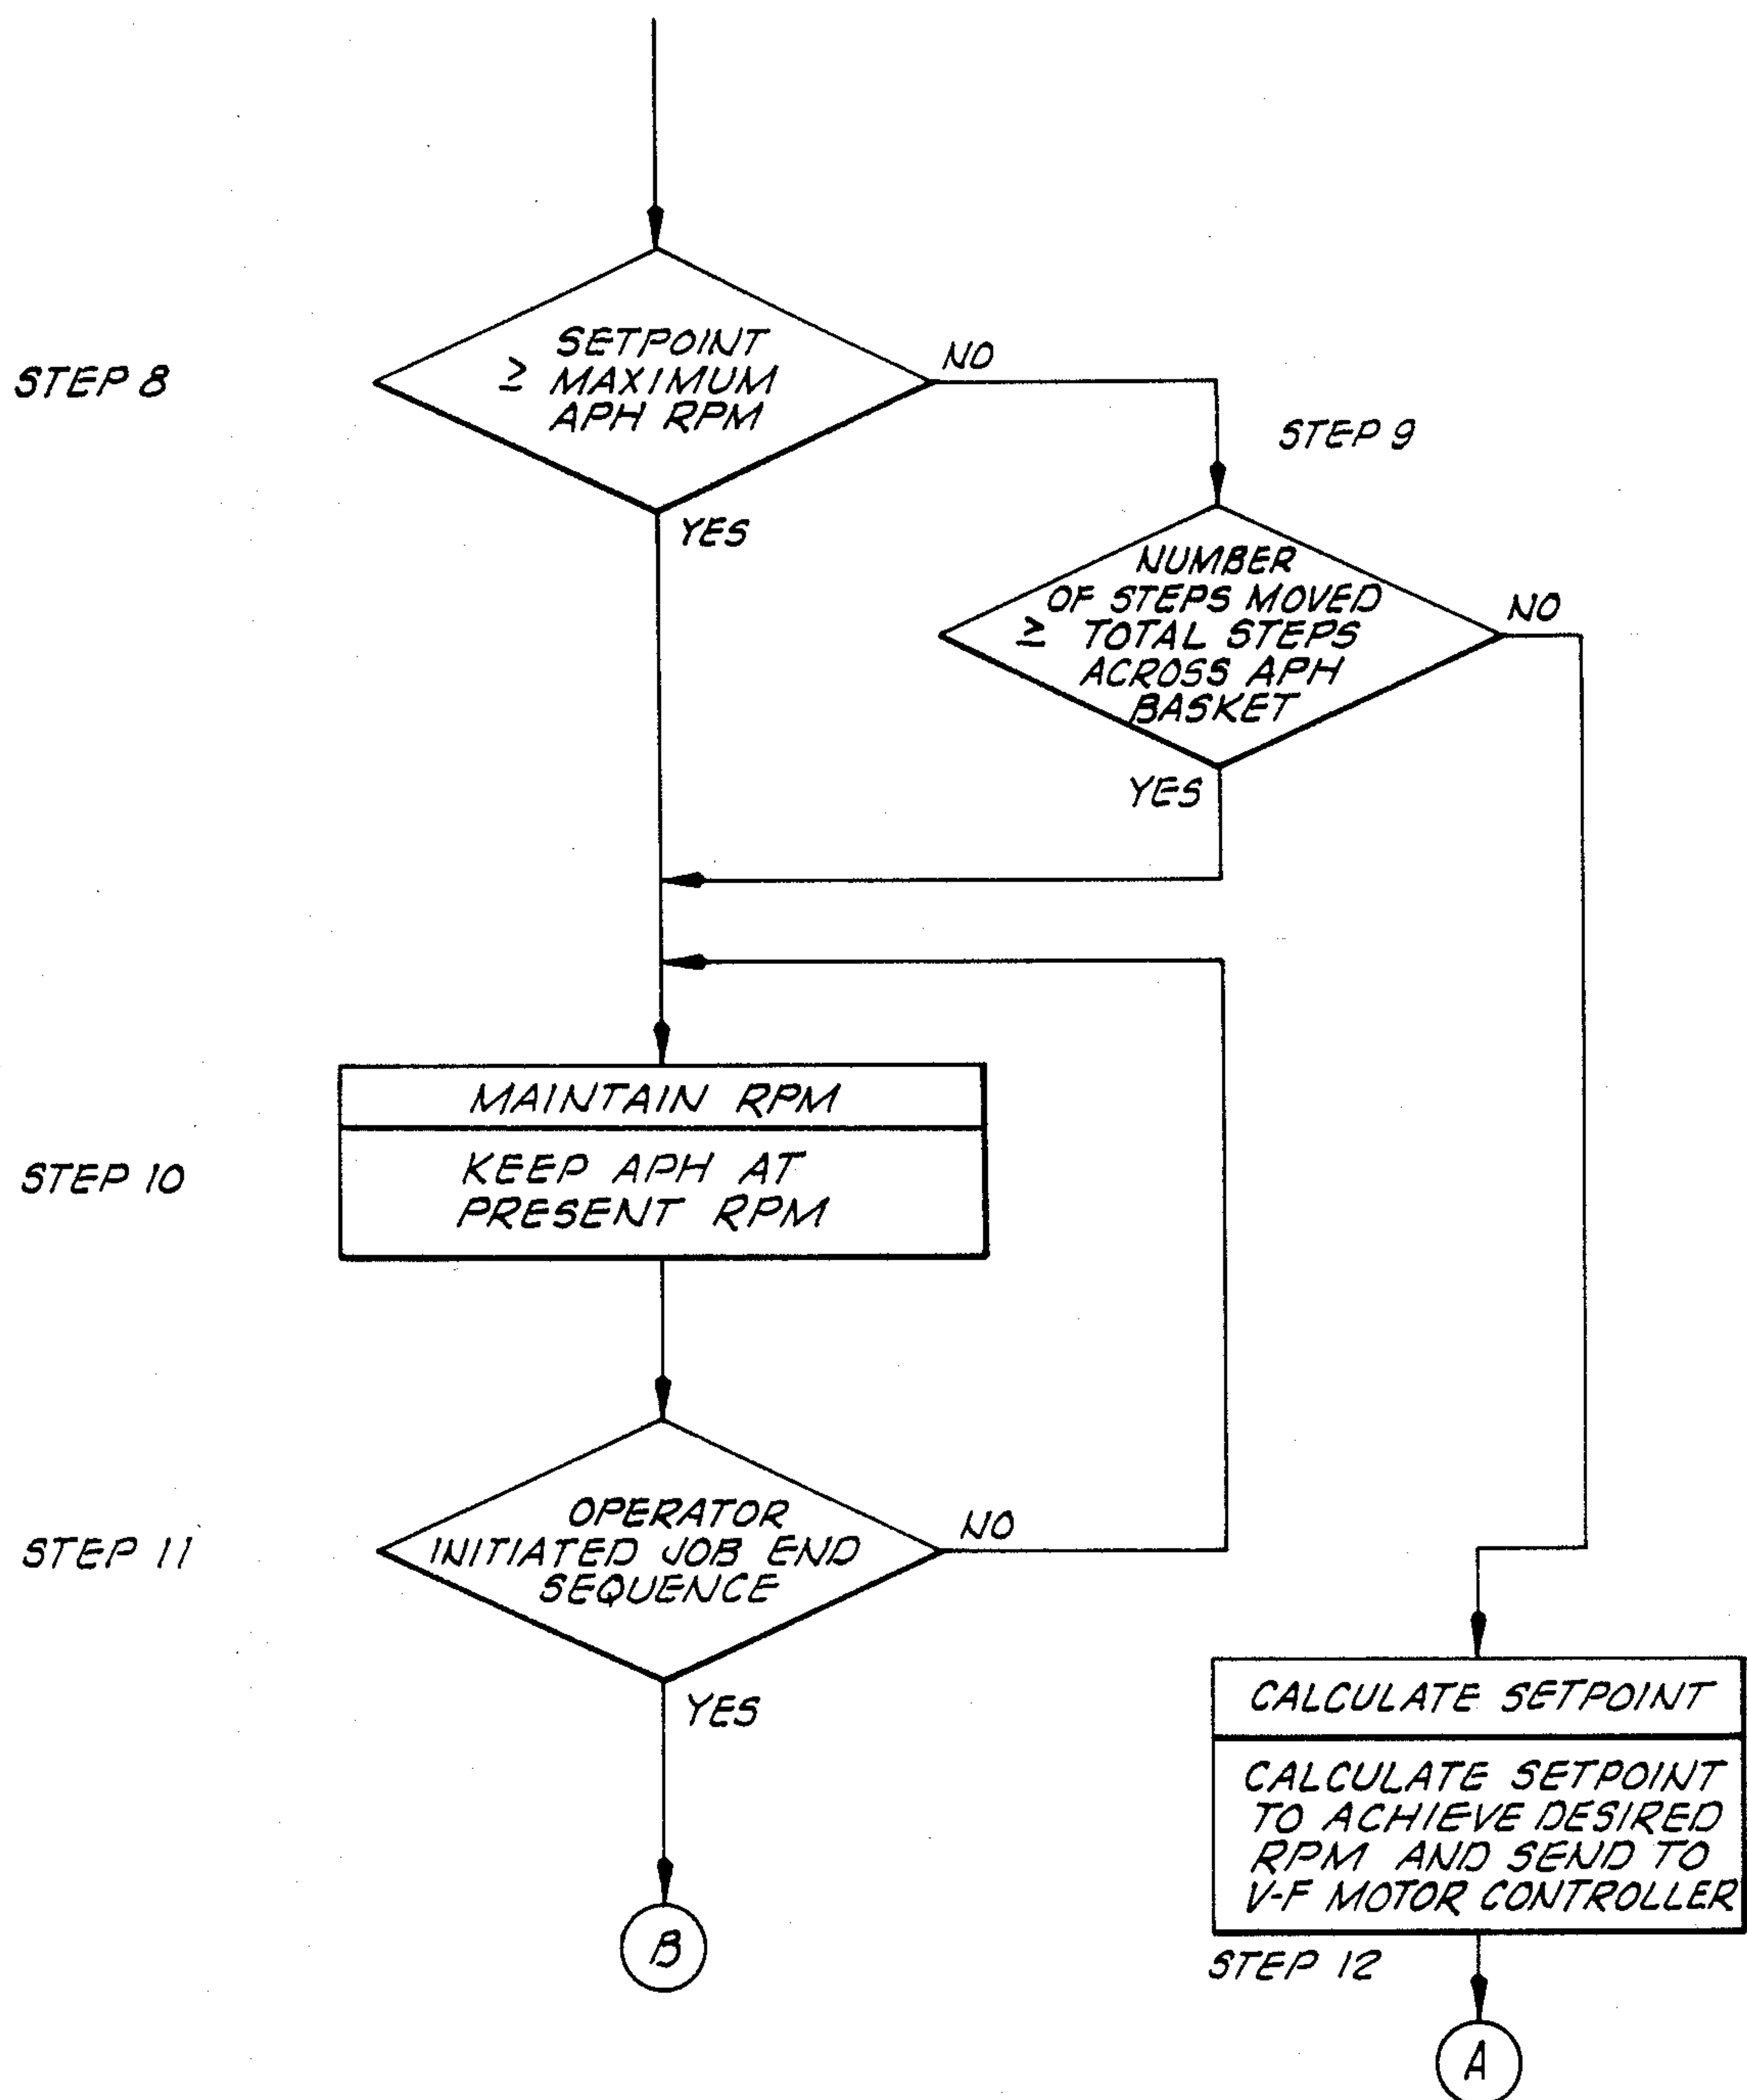 STEP 8
SETPOINT
≥ MAXIMUM
APH RPM
NO
YES
STEP 9
NUMBER
OF STEPS MOVED
≥ TOTAL STEPS
ACROSS APH
BASKET
NO
YES
MAINTAIN RPM
STEP 10
KEEP APH AT
PRESENT RPM
STEP 11
OPERATOR
INITIATED JOB END
SEQUENCE
NO
YES
B
CALCULATE SETPOINT
CALCULATE SETPOINT
TO ACHIEVE DESIRED
RPM AND SEND TO
V-F MOTOR CONTROLLER
STEP 12
A